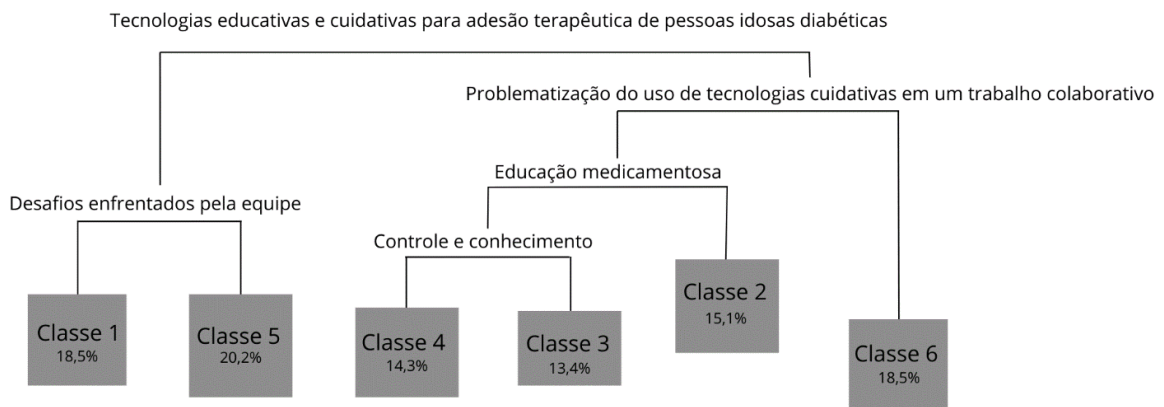 Tecnologias educativas e cuidativas para adesão terapêutica de pessoas idosas diabéticas
Problematização do uso de tecnologias cuidativas em um trabalho colaborativo
Educação medicamentosa
Desafios enfrentados pela equipe
Controle e conhecimento
Classe 1
18,5%
Classe 5
20,2%
Classe 4
14,3%
Classe 3
13,4%
Classe 2
15,1%
Classe 6
18,5%